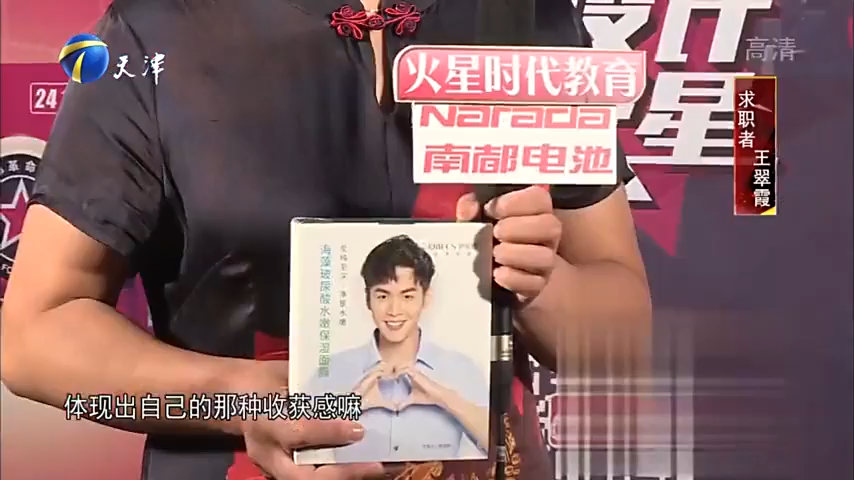 天津
高清
火星时代教育
Narada
南都电池
求职者
王翠霞
24
星
海藻玻尿酸水嫩保湿面膜
体现出自己的那种收获感嘛